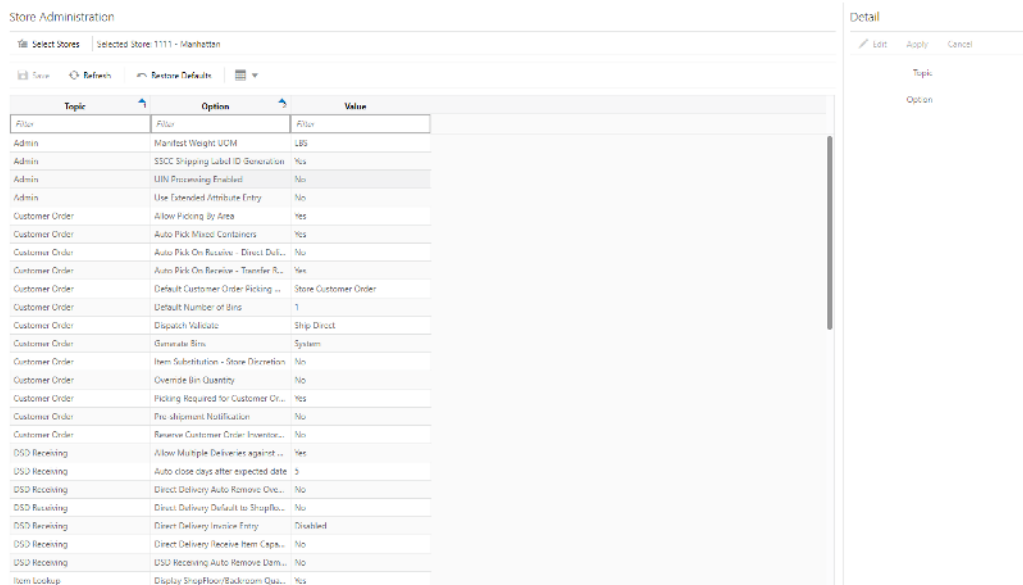 Store Administration
Select Stores Selected Store: 1111 - Manhattan
Save Refresh Restore Defaults
Topic Option Value
Filter Filter Filter
Admin Manifest Weight UOM LBS
Admin SSCC Shipping Label ID Generation Yes
Admin UIN Processing Enabled No
Admin Use Extended Attribute Entry No
Customer Order Allow Picking By Area Yes
Customer Order Auto Pick Mixed Containers Yes
Customer Order Auto Pick On Receive - Direct Deli... No
Customer Order Auto Pick On Receive - Transfer R... Yes
Customer Order Default Customer Order Picking ... Store Customer Order
Customer Order Default Number of Bins 1
Customer Order Dispatch Validate Ship Direct
Customer Order Generate Bins System
Customer Order Item Substitution - Store Discretion No
Customer Order Override Bin Quantity No
Customer Order Picking Required for Customer Or... Yes
Customer Order Pre-shipment Notification No
Customer Order Reserve Customer Order Inventor... No
DSD Receiving Allow Multiple Deliveries against ... Yes
DSD Receiving Auto close days after expected date 5
DSD Receiving Direct Delivery Auto Remove Ove... No
DSD Receiving Direct Delivery Default to Shopflo... No
DSD Receiving Direct Delivery Invoice Entry Disabled
DSD Receiving Direct Delivery Receive Item Capa... No
DSD Receiving DSD Receiving Auto Remove Dam... No
Item Lookup Display ShopFloor/Backroom Qua... Yes
Detail
Edit Apply Cancel
Topic
Option